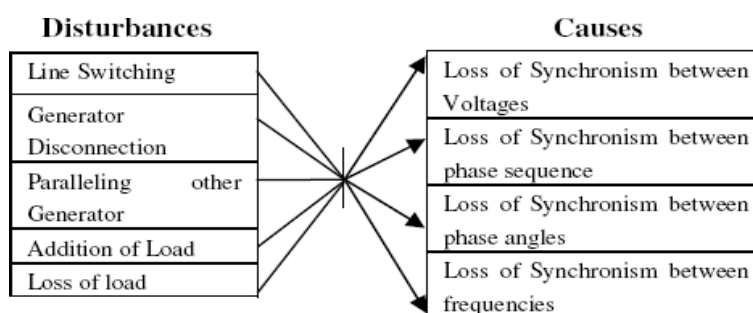 Disturbances
Line Switching
Generator
Disconnection
Paralleling other
Generator
Addition of Load
Loss of load
Causes
Loss of Synchronism between
Voltages
Loss of Synchronism between
phase sequence
Loss of Synchronism between
phase angles
Loss of Synchronism between
frequencies